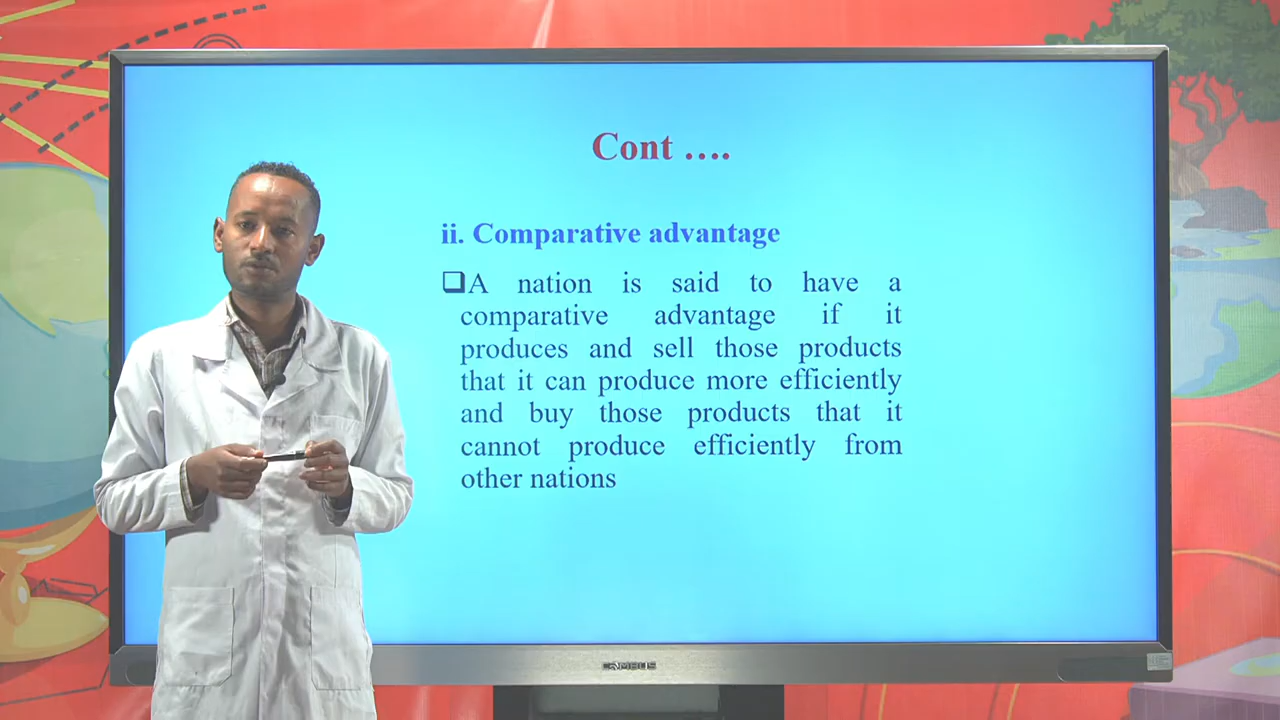 Cont ….
ii. Comparative advantage
❑A nation is said to have a
comparative advantage if it
produces and sell those products
that it can produce more efficiently
and buy those products that it
cannot produce efficiently from
other nations